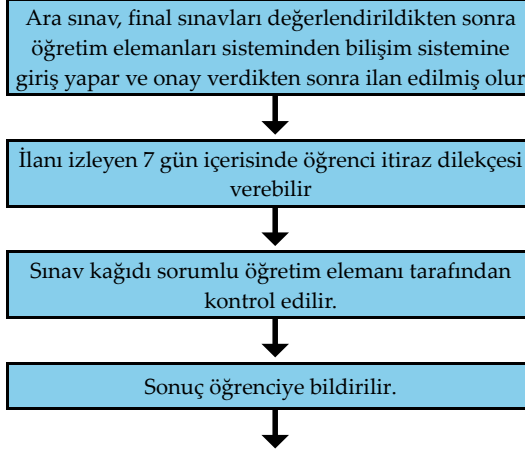 Ara sınav, final sınavları değerlendirildikten sonra
öğretim elemanları sisteminden bilişim sistemine
giriş yapar ve onay verdikten sonra ilan edilmiş olur
İlanı izleyen 7 gün içerisinde öğrenci itiraz dilekçesi
verebilir
Sınav kağıdı sorumlu öğretim elemanı tarafından
kontrol edilir.
Sonuç öğrenciye bildirilir.